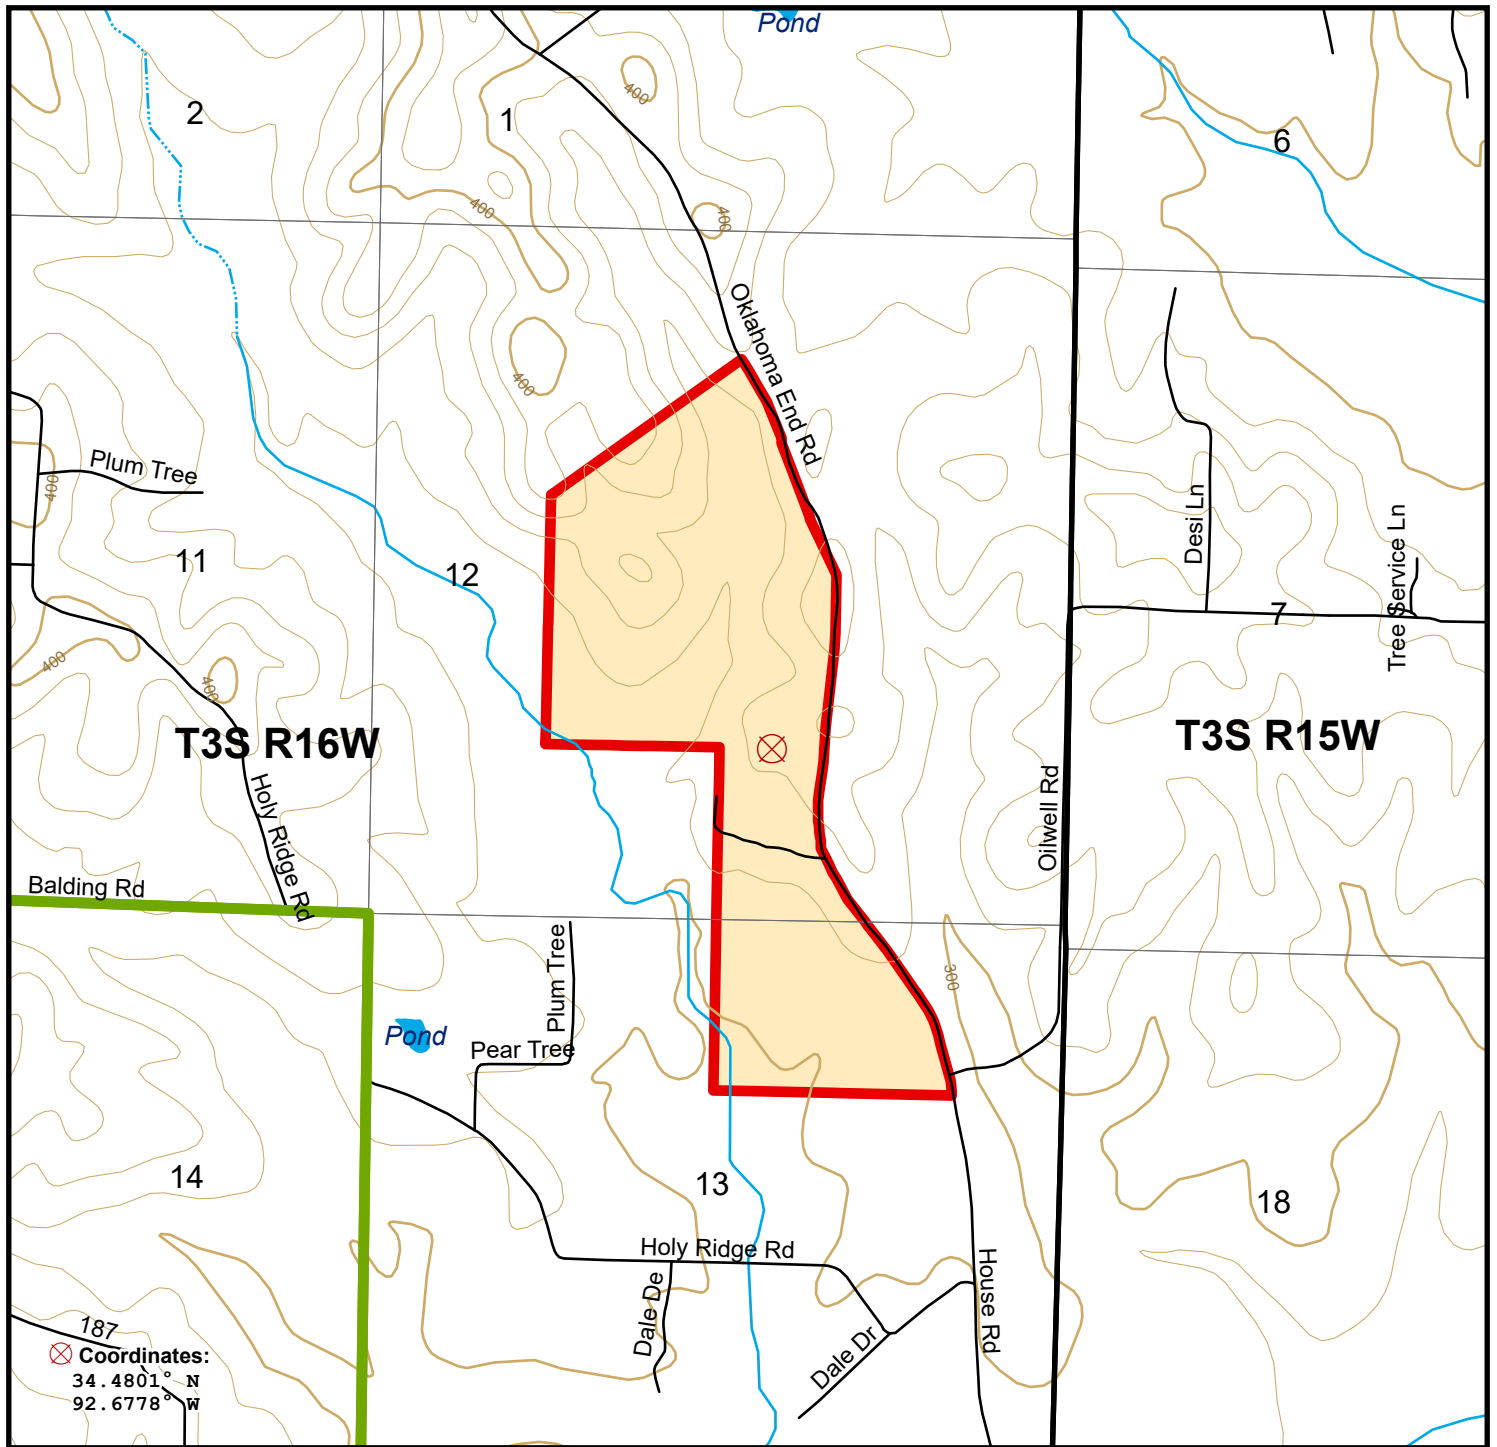 Pond
2
1
400
6
400
400
Oklahoma End Rd
400
Plum Tree
400
Desi Ln
Tree Service Ln
11
12
7
400
400
T3S R16W
T3S R15W
Holy Ridge Rd
Oilwell Rd
Balding Rd
Plum Tree
300
Pond
Pear Tree
14
13
18
Holy Ridge Rd
House Rd
Dale De
Dale Dr
187
Coordinates:
34.4801° N
92.6778° W